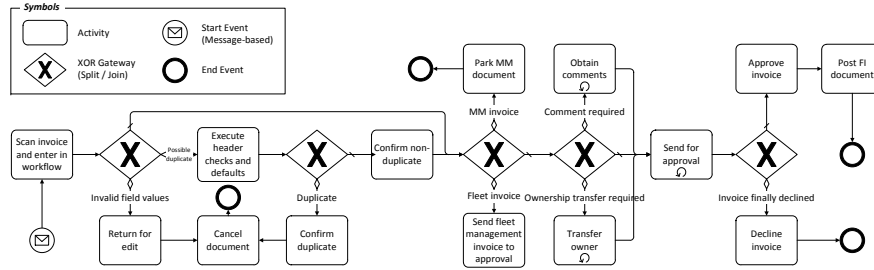 Symbols
Activity
Start Event
(Message-based)
XOR Gateway
(Split / Join)
End Event
Park MM
document
Obtain
comments
Approve
invoice
Post FI
document
MM invoice
Comment required
Scan invoice
and enter in
workflow
Possible
duplicate
Execute
header
checks and
defaults
Confirm non-
duplicate
Send for
approval
Invalid field values
Duplicate
Fleet invoice
Ownership transfer required
Invoice finally declined
Return for
edit
Cancel
document
Confirm
duplicate
Send fleet
management
invoice to
approval
Transfer
owner
Decline
invoice